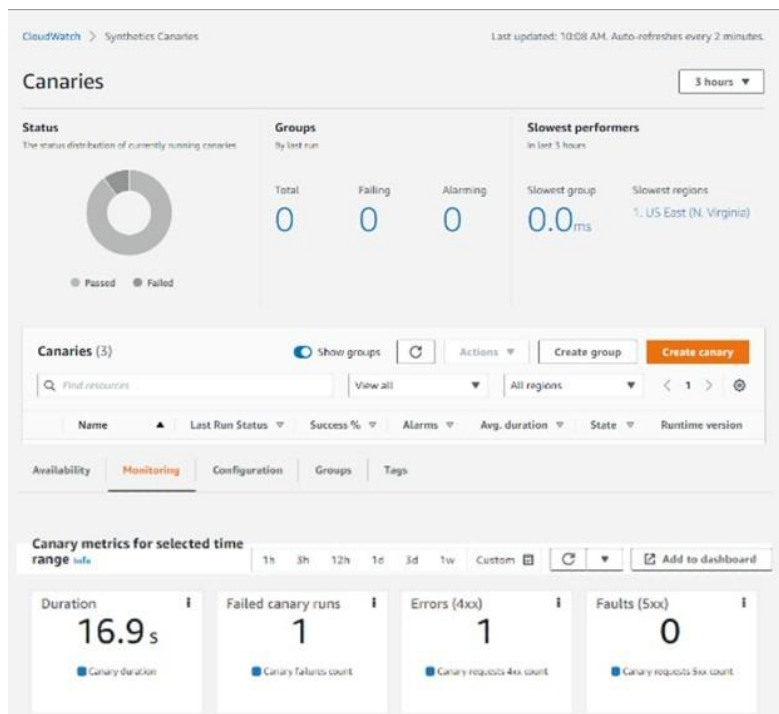 CloudWatch > Synthetics Canaries
Last updated: 10:08 AM. Auto-refreshes every 2 minutes.
Canaries
3 hours
Status
The status distribution of currently running canaries
Passed Failed
Groups
By last run
Total Failing Alarming
0 0 0
Slowest performers
In last 3 hours
Slowest group Slowest regions
0.0ms 1. US East (N. Virginia)
Canaries (3) Show groups Actions Create group Create canary
Find resources View all All regions < 1 >
Name Last Run Status Success % Alarms Avg. duration State Runtime version
Availability Monitoring Configuration Groups Tags
Canary metrics for selected time
range Info 1h 3h 12h 1d 3d 1w Custom Add to dashboard
Duration
16.9 s
Canary duration
Failed canary runs
1
Canary failures count
Errors (4xx)
1
Canary requests 4xx count
Faults (5xx)
0
Canary requests 5xx count